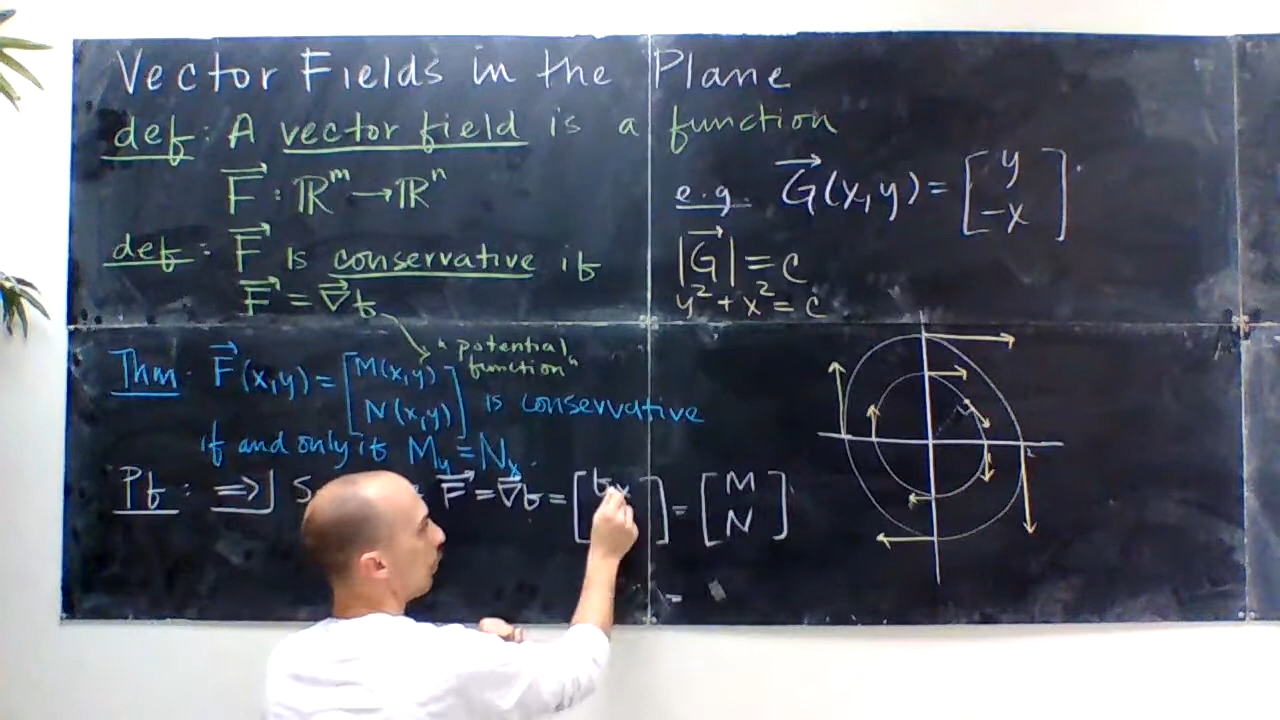 Vector Fields in the Plane
def: A vector field is a function
F⃗ : ℝ^m → ℝ^n
def: F⃗ is conservative if
F⃗ = ∇⃗f
"potential function"
Thm. F⃗(x,y) = [M(x,y) N(x,y)] is conservative
if and only if M_y = N_x.
Pf: ⇒] F⃗ = ∇⃗f = [f_x ] = [M N]
e.g. G⃗(x,y) = [y -x].
|G⃗| = c
y² + x² = c